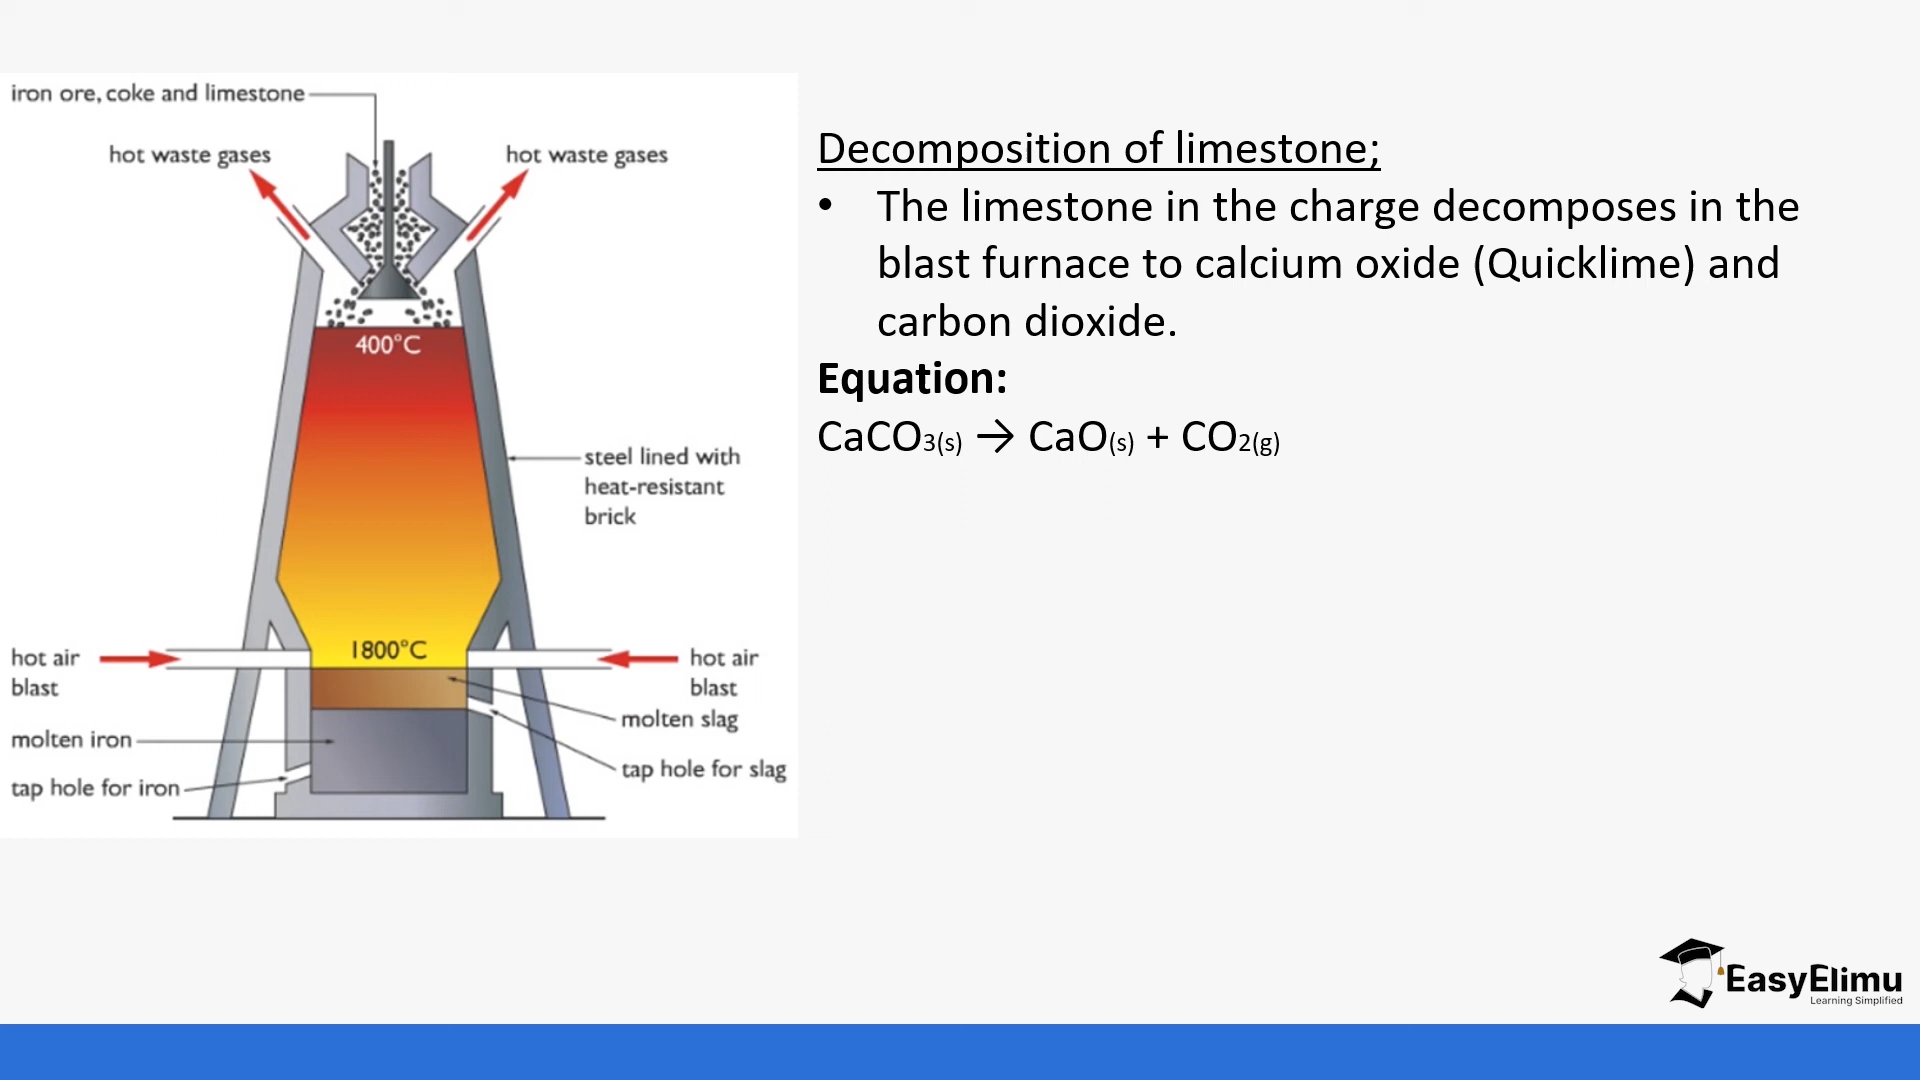 iron ore, coke and limestone
hot waste gases
hot waste gases
400°C
steel lined with
heat-resistant
brick
1800°C
hot air
blast
hot air
blast
molten slag
molten iron
tap hole for slag
tap hole for iron
Decomposition of limestone;
• The limestone in the charge decomposes in the
blast furnace to calcium oxide (Quicklime) and
carbon dioxide.
Equation:
CaCO3(s) → CaO(s) + CO2(g)
EasyElimu
Learning Simplified